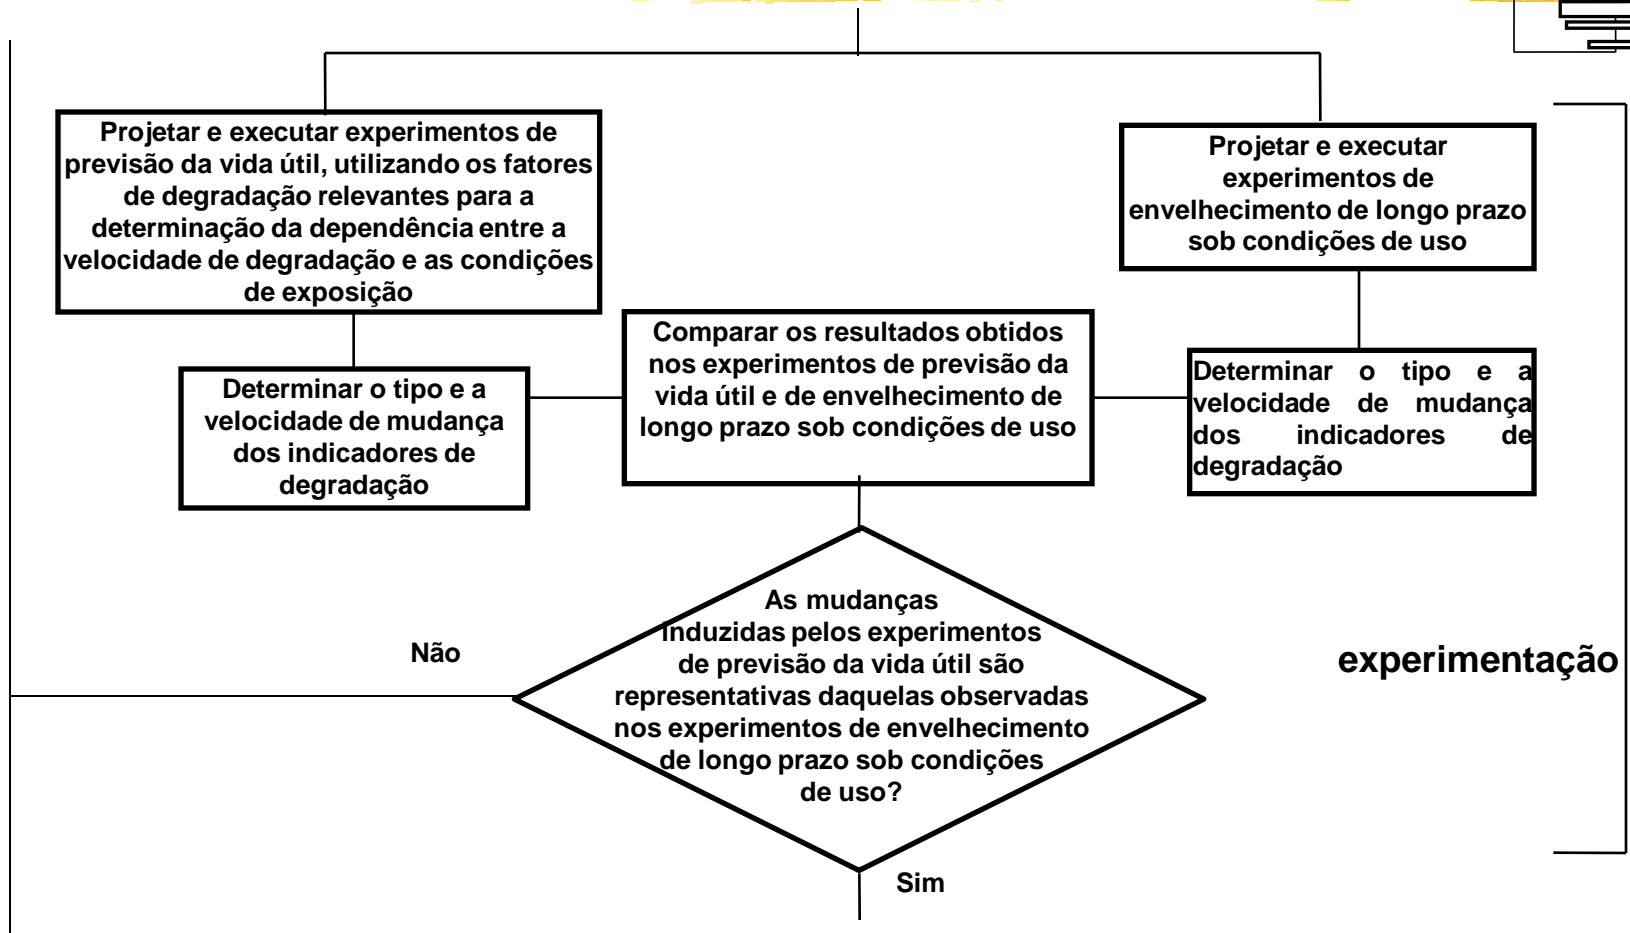 Projetar e executar experimentos de
previsão da vida útil, utilizando os fatores
de degradação relevantes para a
determinação da dependência entre a
velocidade de degradação e as condições
de exposição
Projetar e executar
experimentos de
envelhecimento de longo prazo
sob condições de uso
Comparar os resultados obtidos
nos experimentos de previsão da
vida útil e de envelhecimento de
longo prazo sob condições de uso
Determinar o tipo e a
velocidade de mudança
dos indicadores de
degradação
Determinar o tipo e a
velocidade de mudança
dos indicadores de
degradação
As mudanças
induzidas pelos experimentos
de previsão da vida útil são
representativas daquelas observadas
nos experimentos de envelhecimento
de longo prazo sob condições
de uso?
Não
experimentação
Sim